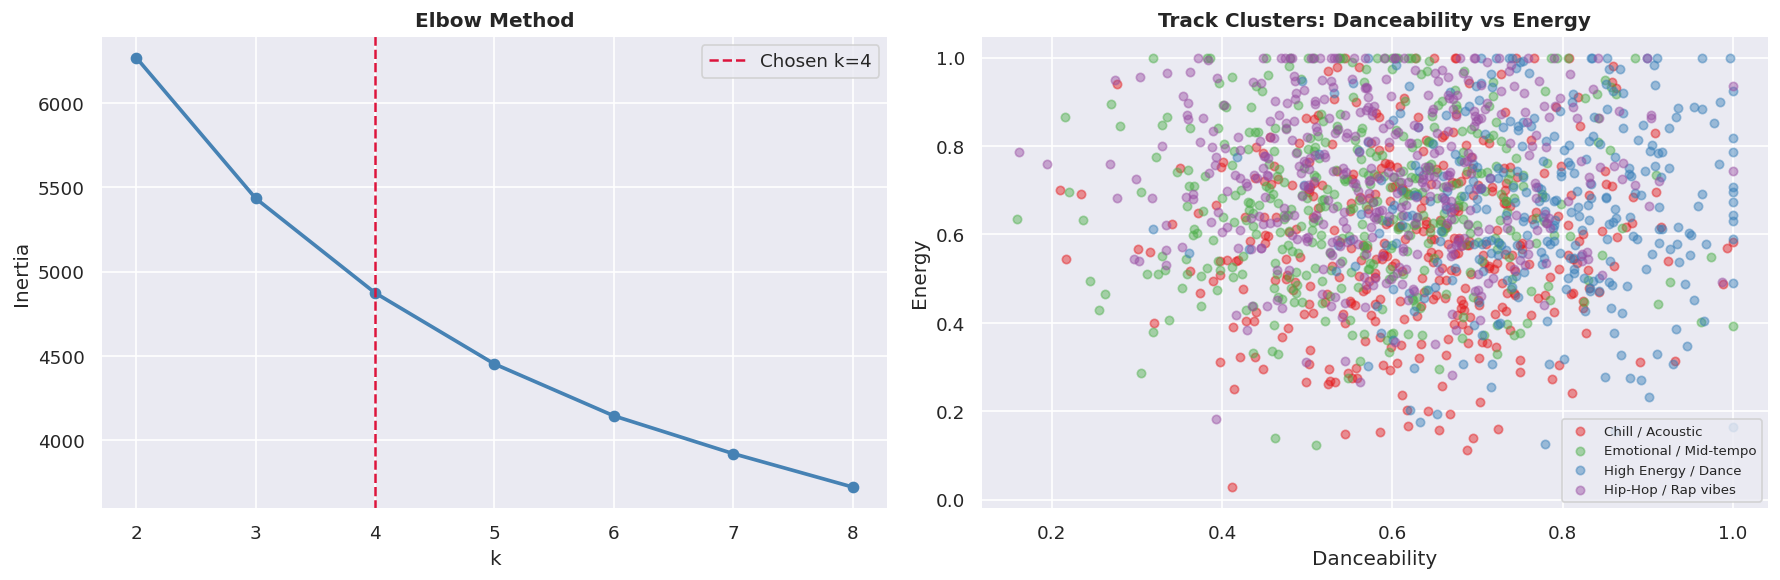 Elbow Method
Chosen k=4
Inertia
6000
5500
5000
4500
4000
2 3 4 5 6 7 8
k
Track Clusters: Danceability vs Energy
Energy
1.0
0.8
0.6
0.4
0.2
0.0
Chill / Acoustic
Emotional / Mid-tempo
High Energy / Dance
Hip-Hop / Rap vibes
0.2 0.4 0.6 0.8 1.0
Danceability